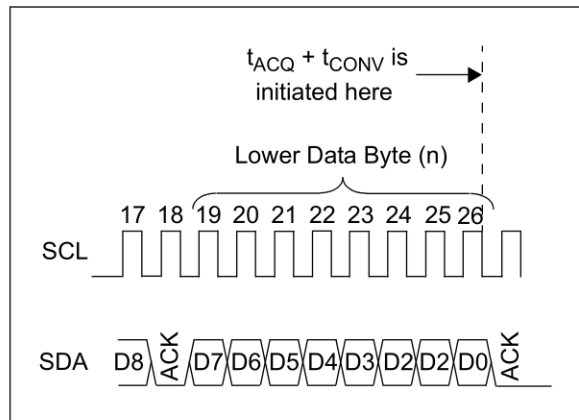 tACQ + tCONV is
initiated here
Lower Data Byte (n)
17 18 19 20 21 22 23 24 25 26
SCL
SDA D8 ACK D7 D6 D5 D4 D3 D2 D2 D0 ACK